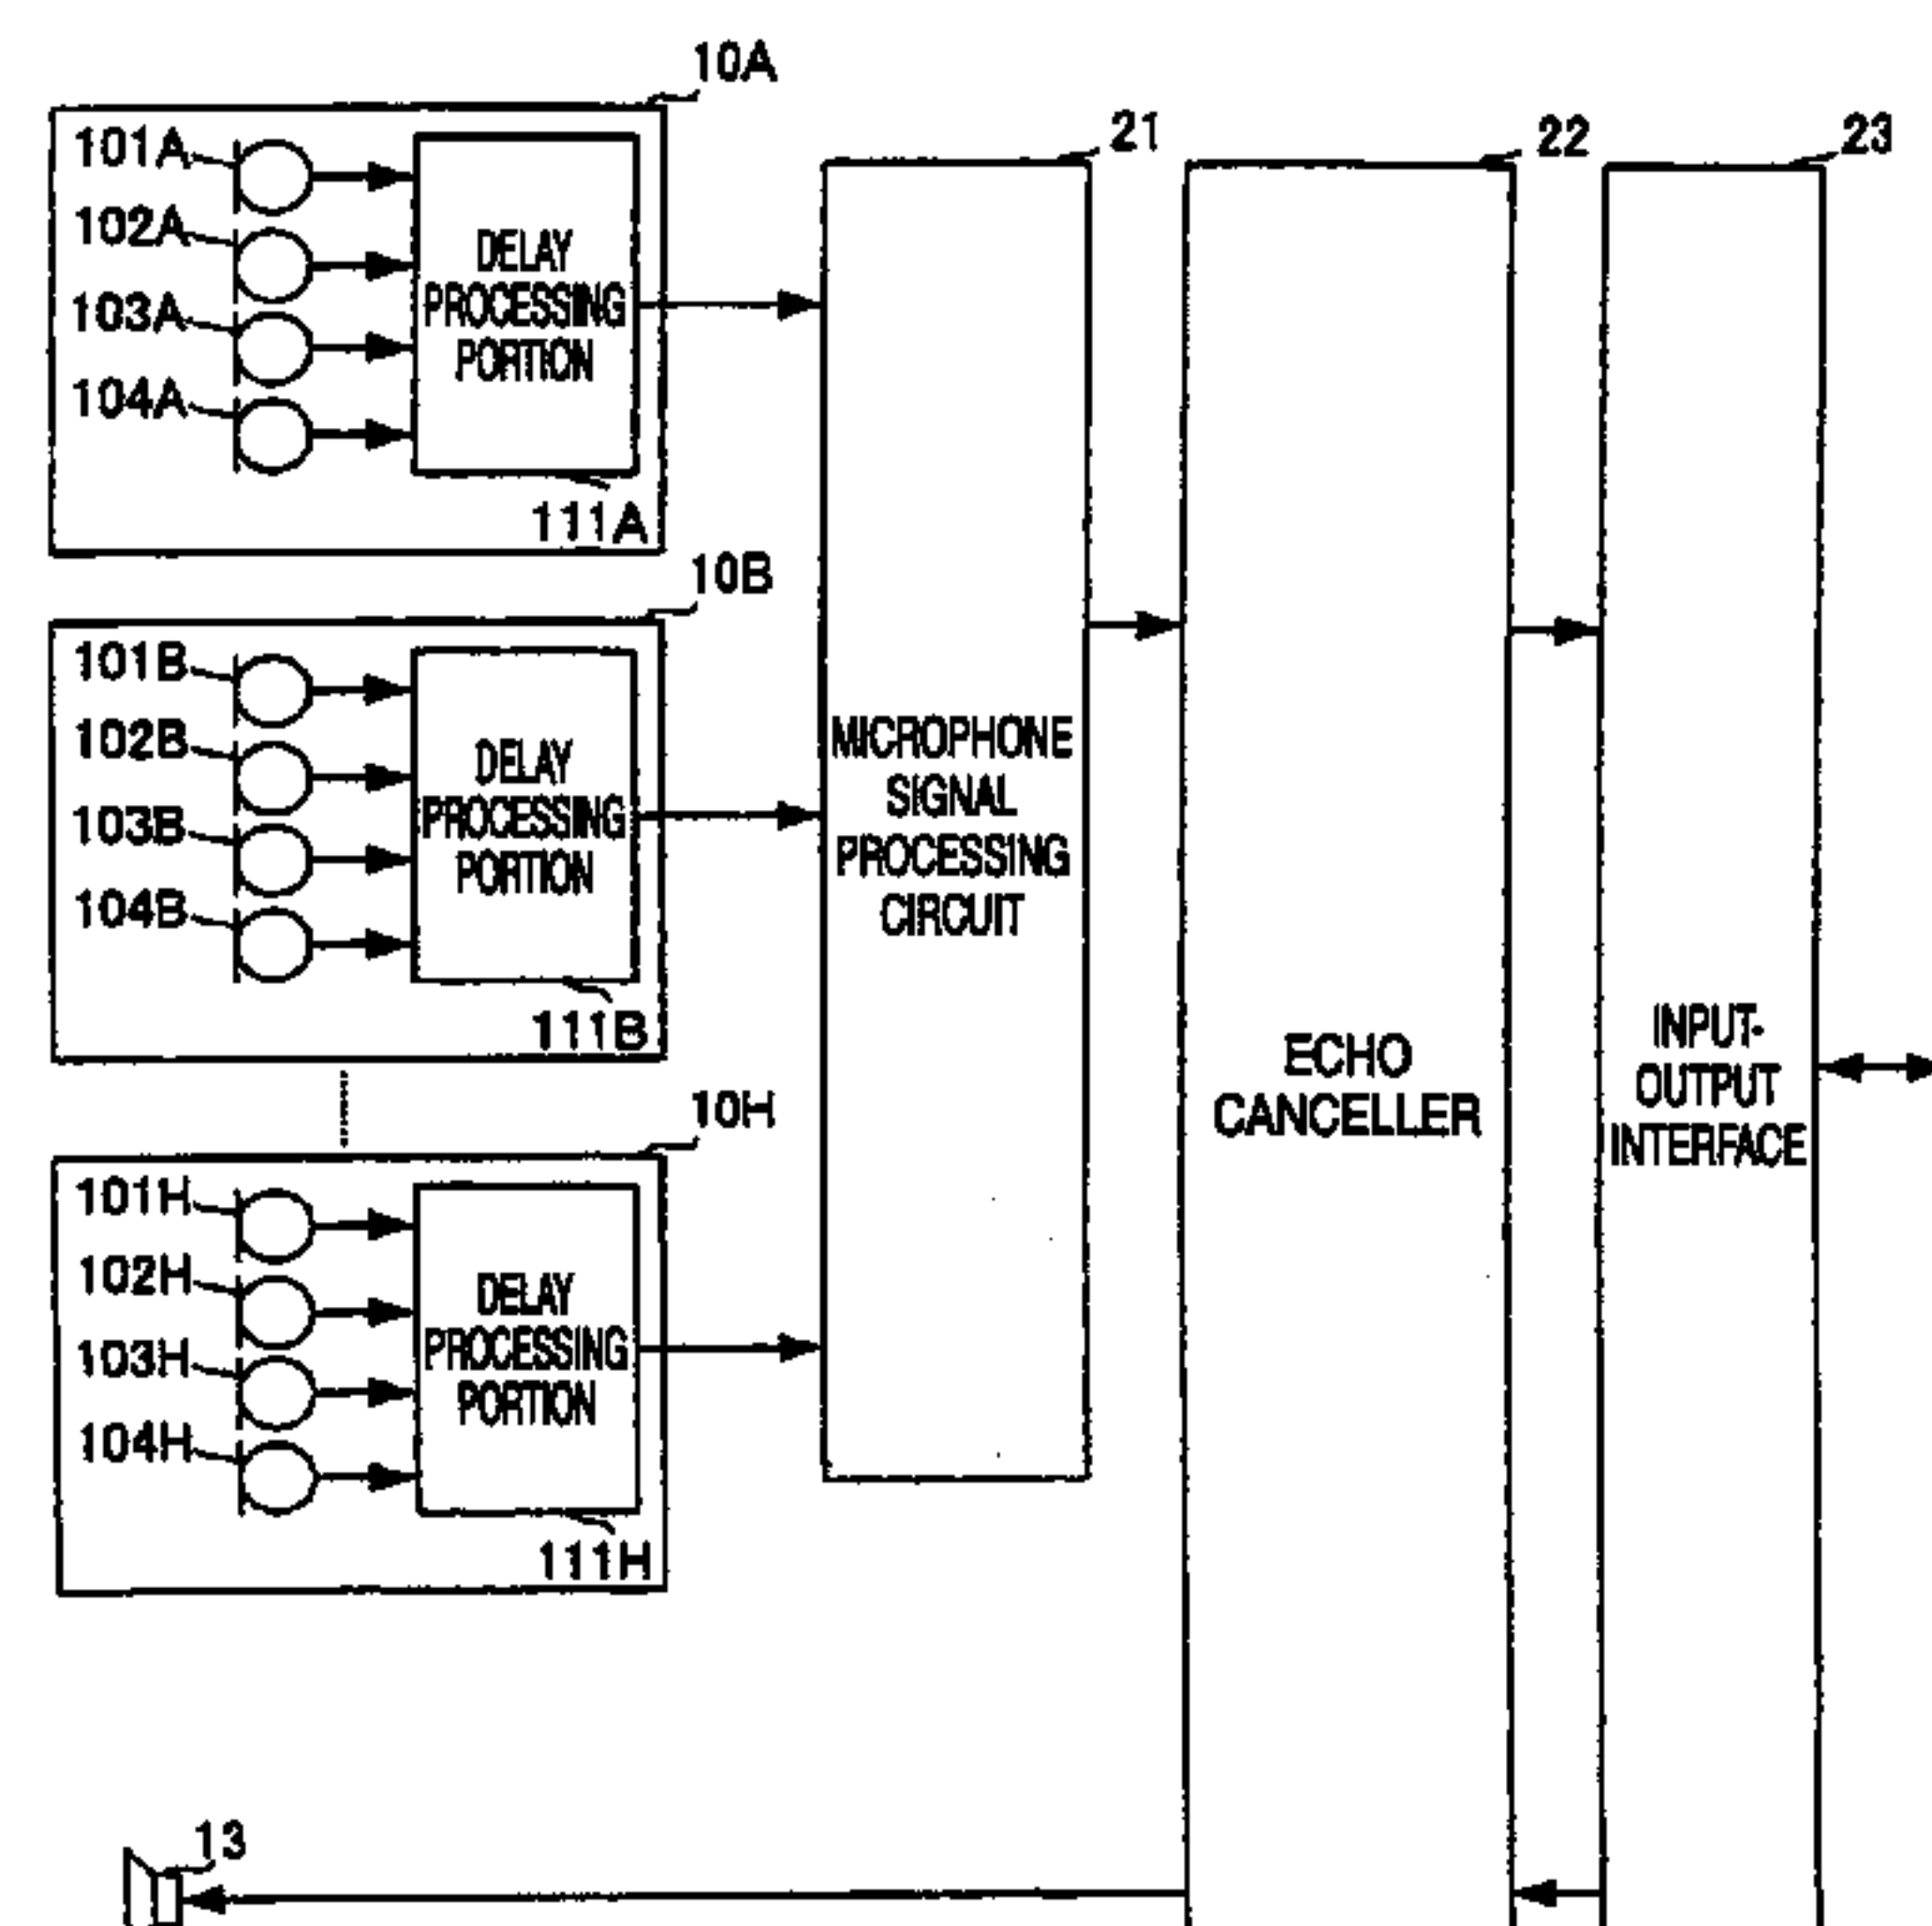 10A
21
22
23
101A
102A
103A
104A
DELAY
PROCESSING
PORTION
111A
10B
101B
102B
103B
104B
DELAY
PROCESSING
PORTION
111B
10H
101H
102H
103H
104H
DELAY
PROCESSING
PORTION
111H
MICROPHONE
SIGNAL
PROCESSING
CIRCUIT
ECHO
CANCELLER
INPUT-
OUTPUT
INTERFACE
13